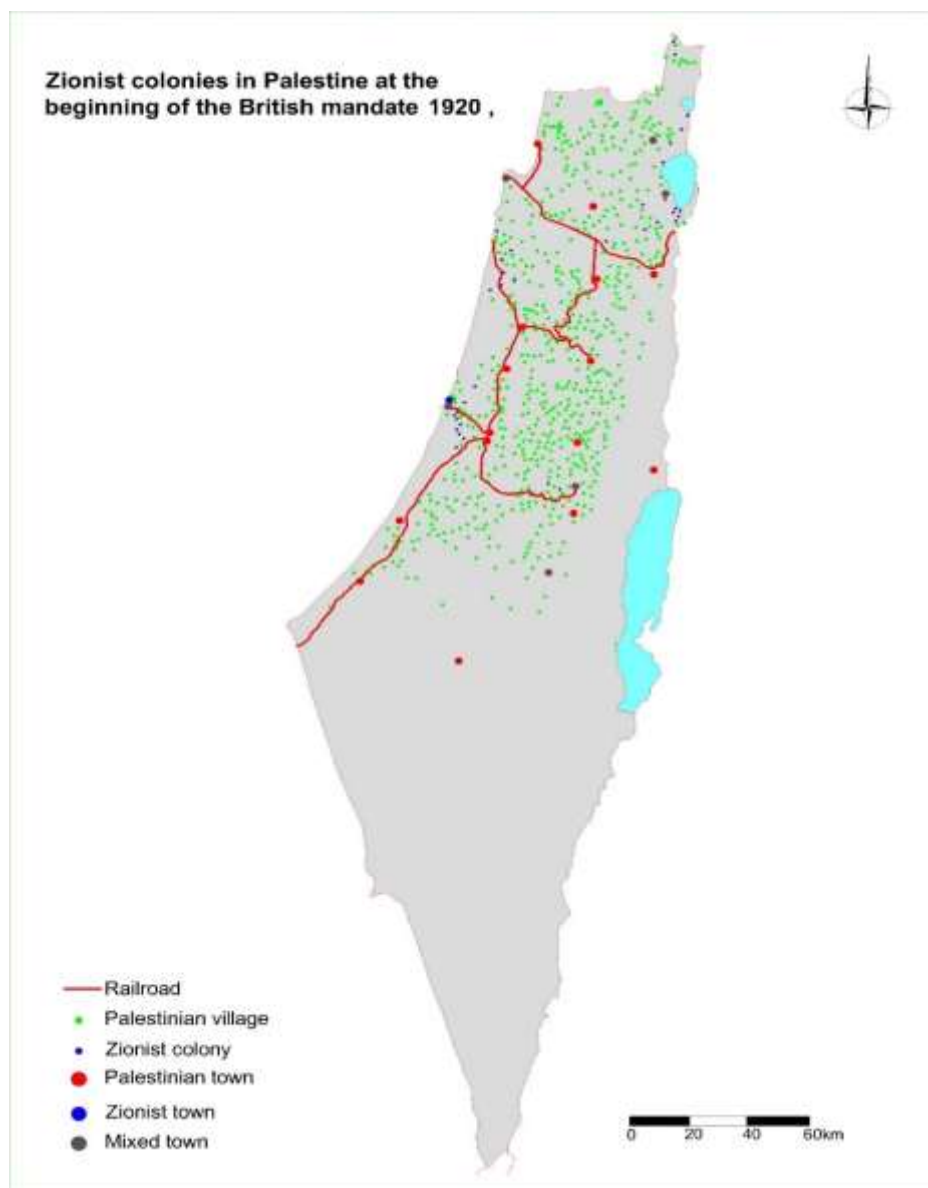 Zionist colonies in Palestine at the
beginning of the British mandate 1920 ,
Railroad
Palestinian village
Zionist colony
Palestinian town
Zionist town
Mixed town
0 20 40 60km